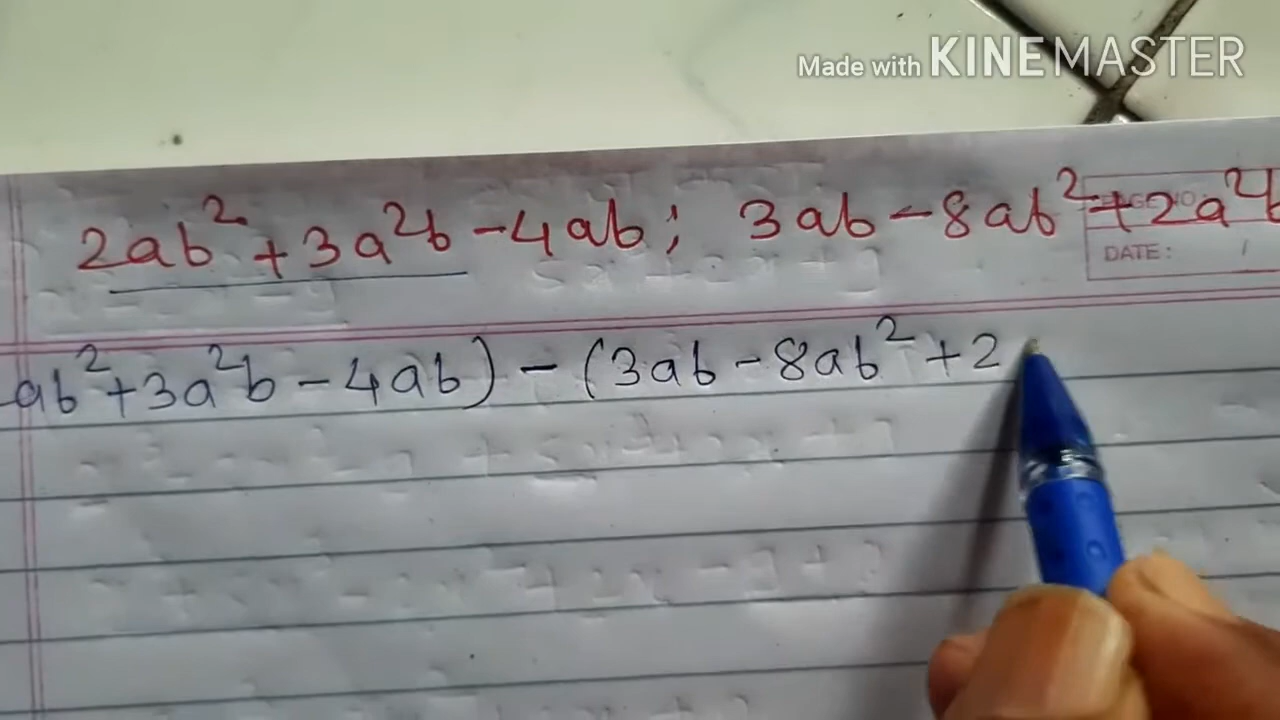 Made with KINEMASTER
2ab² + 3a²b - 4ab ; 3ab - 8ab² + 2a²b
ab² + 3a²b - 4ab) - (3ab - 8ab² + 2
DATE :